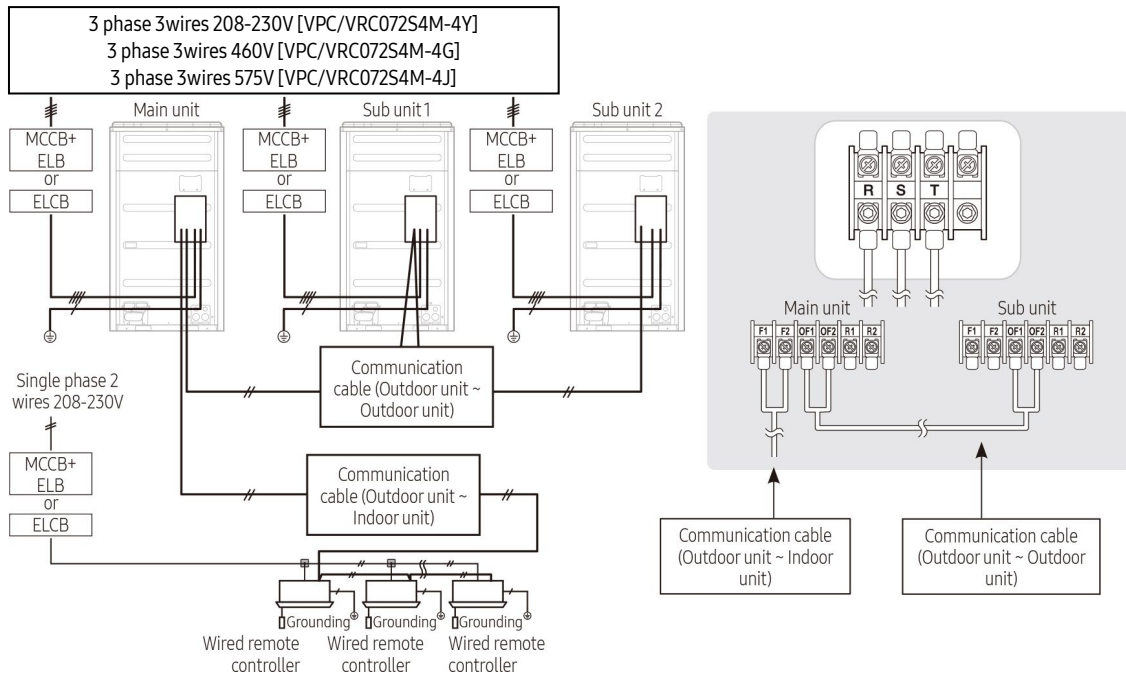 3 phase 3wires 208-230V [VPC/VRC072S4M-4Y]
3 phase 3wires 460V [VPC/VRC072S4M-4G]
3 phase 3wires 575V [VPC/VRC072S4M-4J]
Main unit
Sub unit 1
Sub unit 2
MCCB+
ELB
or
ELCB
MCCB+
ELB
or
ELCB
MCCB+
ELB
or
ELCB
Communication
cable (Outdoor unit ~
Outdoor unit)
Single phase 2
wires 208-230V
MCCB+
ELB
or
ELCB
Communication
cable (Outdoor unit ~
Indoor unit)
Grounding
Grounding
Grounding
Wired remote
controller
Wired remote
controller
Wired remote
controller
R S T
Main unit
Sub unit
F1 F2 OF1 OF2 R1 R2
F1 F2 OF1 OF2 R1 R2
Communication cable
(Outdoor unit ~ Indoor
unit)
Communication cable
(Outdoor unit ~ Outdoor
unit)